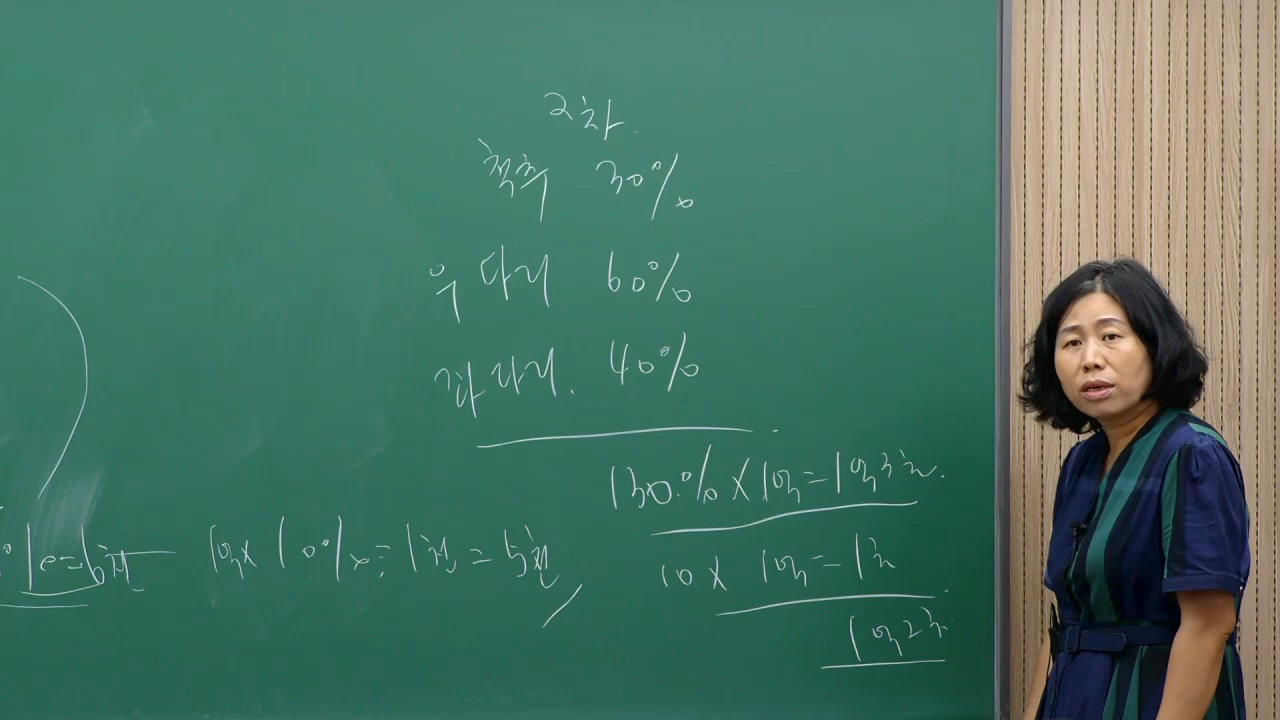 2차.
척추 30%
우 다리 60%
좌 다리. 40%
130.% X 1억=1억3천.
10 X 1억=1천
1억2천.
1억x 10%= 1천 = 5천